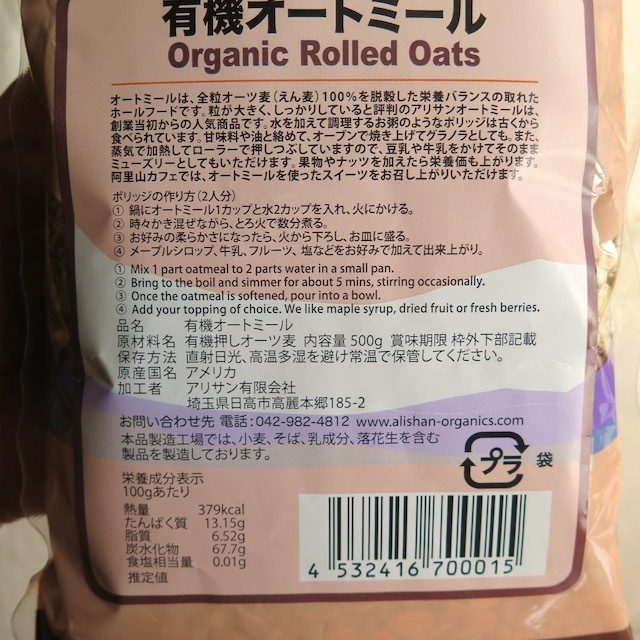 有機オートミール
Organic Rolled Oats
オートミールは、全粒オーツ麦(えん麦)100%を脱穀した栄養バランスの取れた
ホールフードです。粒が大きく、しっかりしていると評判のアリサンオートミールは、
創業当初からの人気商品です。水を加えて調理するお粥のようなポリッジは古くから
食べられています。甘味料や油と絡めて、オーブンで焼き上げてグラノラとしても。また、
蒸気で加熱してローラーで押しつぶしていますので、豆乳や牛乳をかけてそのまま
ミューズリーとしてもいただけます。果物やナッツを加えたら栄養価も上がります。
阿里山カフェでは、オートミールを使ったスイーツをお召し上がりいただけます。
ポリッジの作り方(2人分)
① 鍋にオートミール1カップと水2カップを入れ、火にかける。
② 時々かき混ぜながら、とろ火で数分煮る。
③ お好みの柔らかさになったら、火から下ろし、お皿に盛る。
④ メープルシロップ、牛乳、フルーツ、塩などをお好みで加えて出来上がり。
① Mix 1 part oatmeal to 2 parts water in a small pan.
② Bring to the boil and simmer for about 5 mins, stirring occasionally.
③ Once the oatmeal is softened, pour into a bowl.
④ Add your topping of choice. We like maple syrup, dried fruit or fresh berries.
品名 有機オートミール
原材料名 有機押しオーツ麦 内容量 500g 賞味期限 枠外下部記載
保存方法 直射日光、高温多湿を避け常温で保管してください。
原産国名 アメリカ
加工者 アリサン有限会社
埼玉県日高市高麗本郷185-2
お問い合わせ先 電話:042-982-4812 www.alishan-organics.com
本品製造工場では、小麦、そば、乳成分、落花生を含む
製品を製造しております。
プラ 袋
栄養成分表示
100gあたり
熱量 379kcal
たんぱく質 13.15g
脂質 6.52g
炭水化物 67.7g
食塩相当量 0.01g
推定値
4 532416 700015